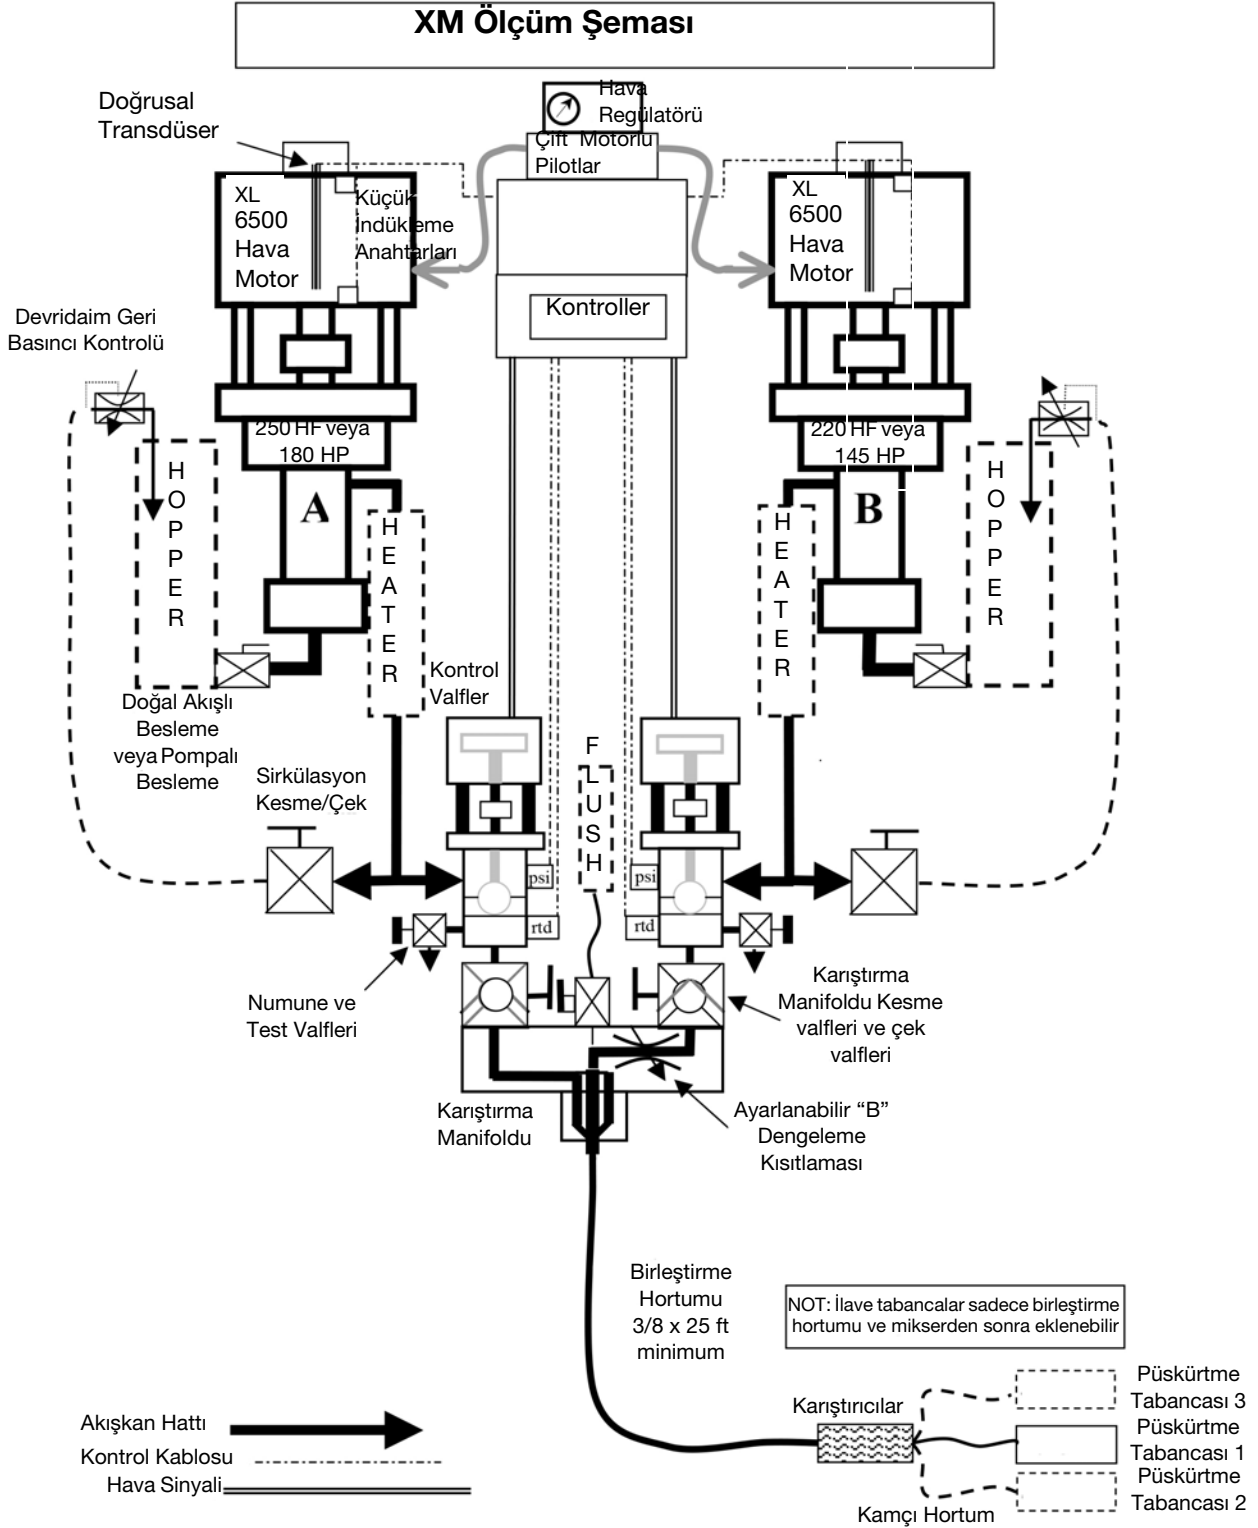 XM Ölçüm Şeması
Hava
Regülatörü
Çift Motorlu
Pilotlar
Doğrusal
Transdüser
XL
6500
Hava
Motor
Küçük
İndükleme
Anahtarları
XL
6500
Hava
Motor
Kontroller
Devridaim Geri
Basıncı Kontrolü
250 HF veya
180 HP
220 HF veya
145 HP
H
O
P
P
E
R
A
H
E
A
T
E
R
H
E
A
T
E
R
B
H
O
P
P
E
R
Kontrol
Valfler
Doğal Akışlı
Besleme
veya Pompalı
Besleme
Sirkülasyon
Kesme/Çek
F
L
U
S
H
psi
psi
rtd
rtd
Numune ve
Test Valfleri
Karıştırma
Manifoldu Kesme
valfleri ve çek
valfleri
Karıştırma
Manifoldu
Ayarlanabilir “B”
Dengeleme
Kısıtlaması
Birleştirme
Hortumu
3/8 x 25 ft
minimum
NOT: İlave tabancalar sadece birleştirme
hortumu ve mikserden sonra eklenebilir
Karıştırıcılar
Püskürtme
Tabancası 3
Püskürtme
Tabancası 1
Püskürtme
Tabancası 2
Kamçı Hortum
Akışkan Hattı
Kontrol Kablosu
Hava Sinyali